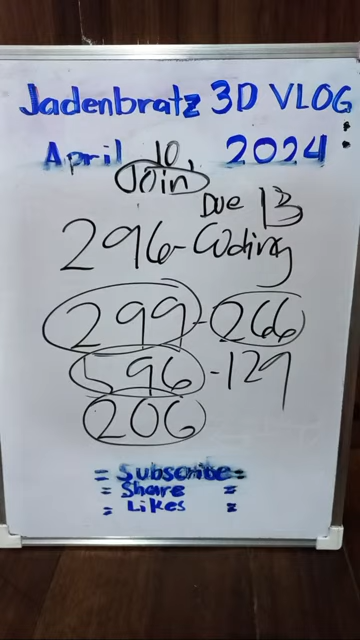 Jadenbratz 3D VLOG
April 10, 2024
Join
Due 13
296-Coding
299-266
596-129
206
= Subscribe =
= Share =
= Likes =